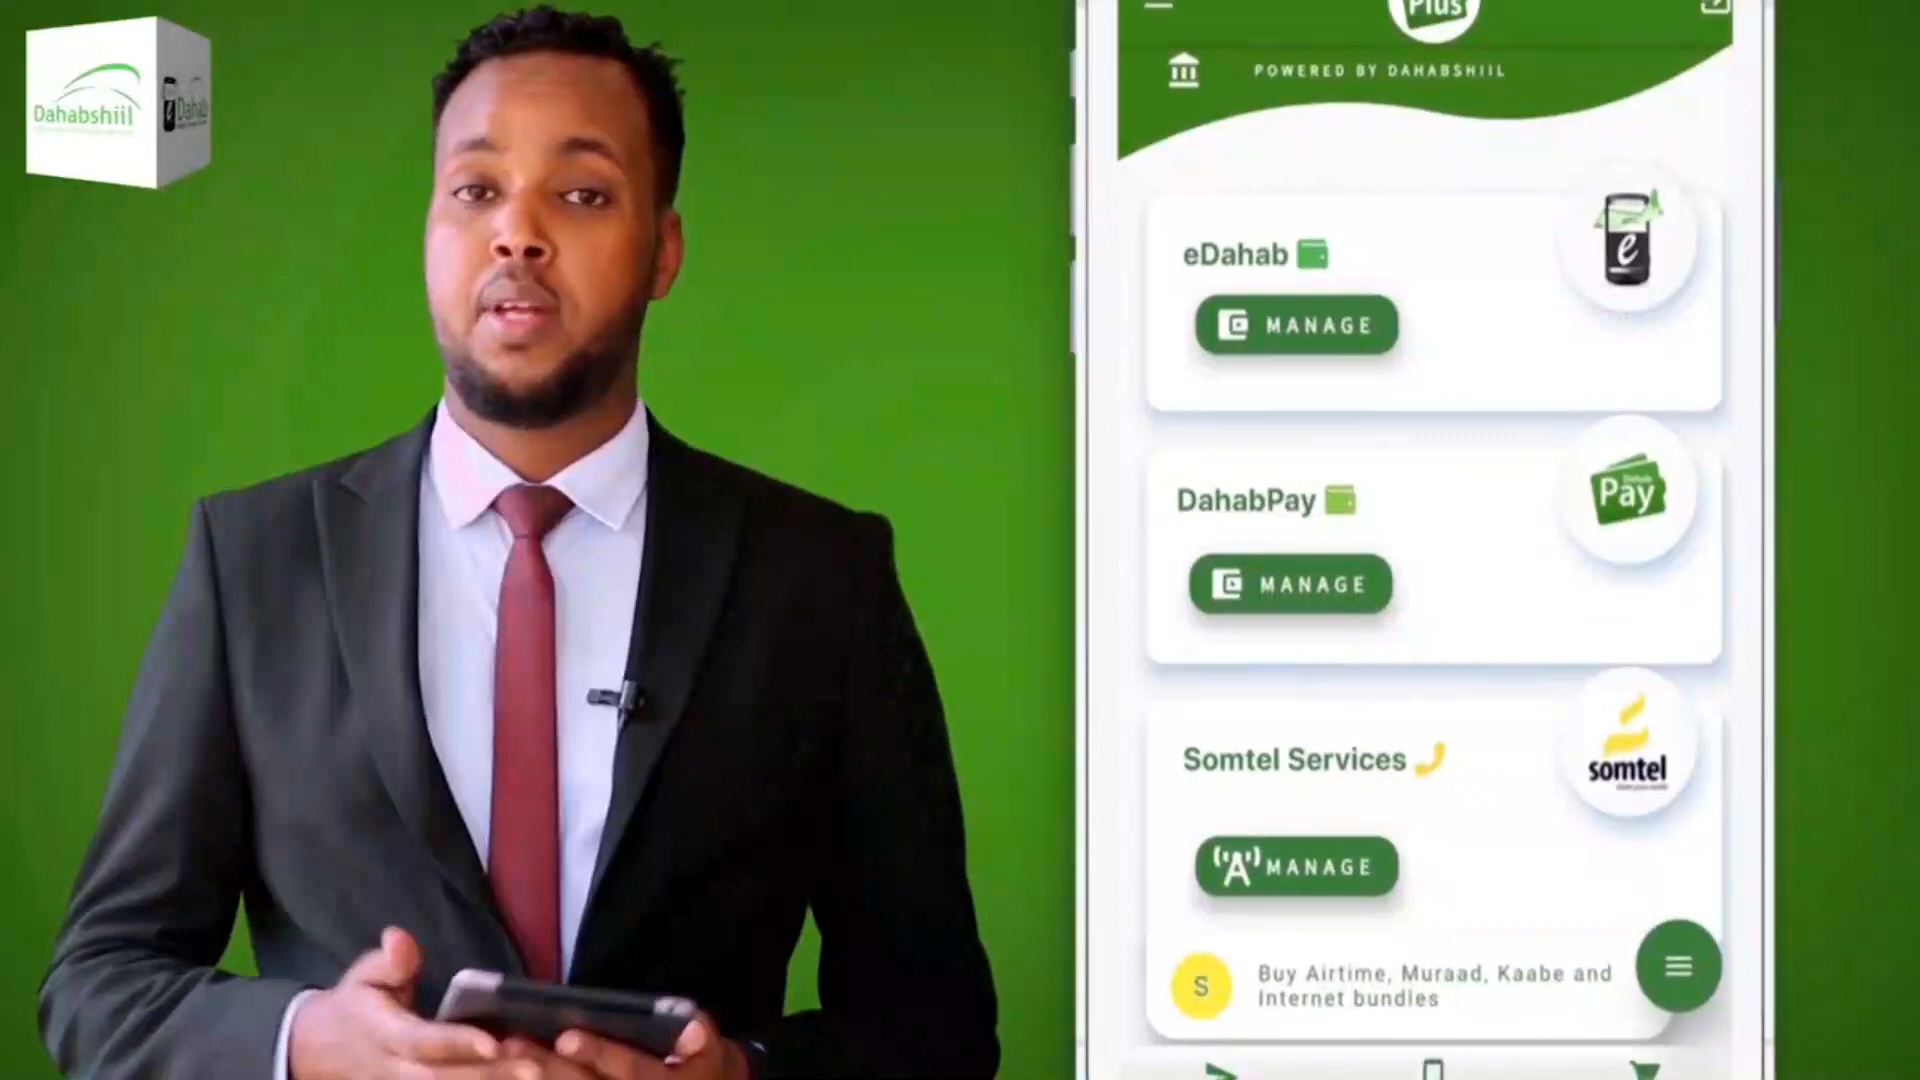 Dahabshiil
Dahab
Plus
POWERED BY DAHABSHIIL
eDahab
e
MANAGE
DahabPay
Pay
MANAGE
Somtel Services
somtel
MANAGE
S
Buy Airtime, Muraad, Kaabe and
Internet bundles